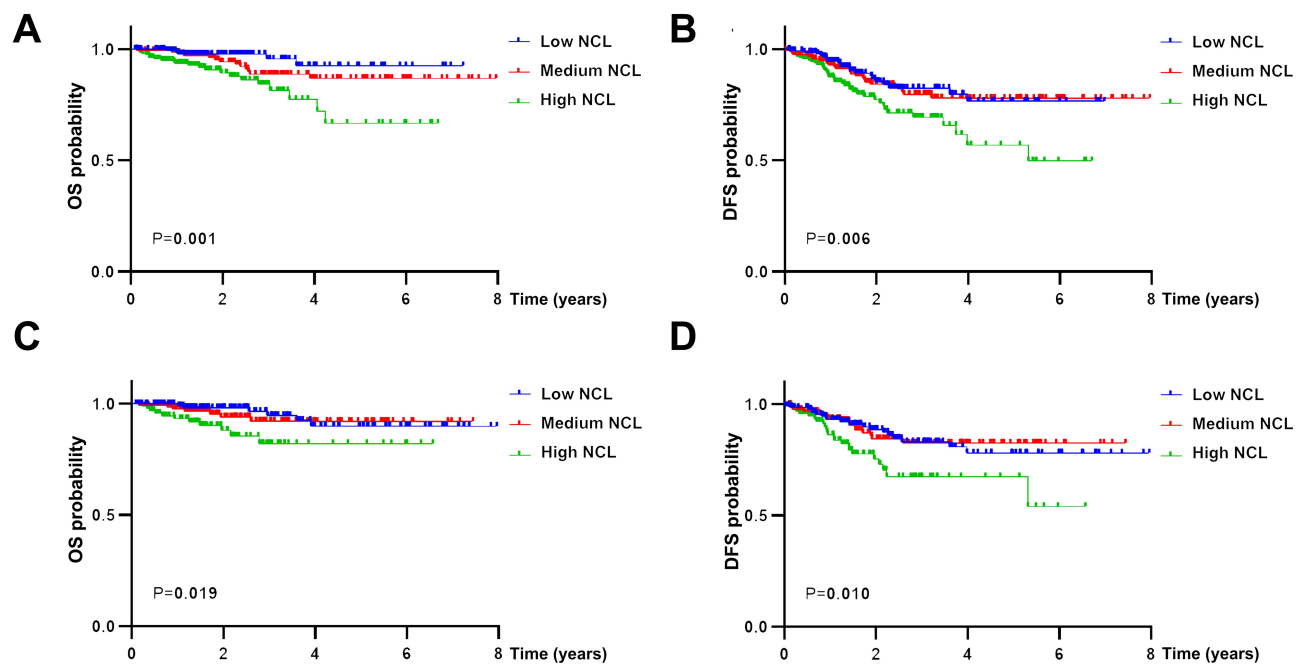 A
OS probability
1.0
0.5
0.0
Low NCL
Medium NCL
High NCL
P=0.001
0 2 4 6 8 Time (years)
B
DFS probability
1.0
0.5
0.0
Low NCL
Medium NCL
High NCL
P=0.006
0 2 4 6 8 Time (years)
C
OS probability
1.0
0.5
0.0
Low NCL
Medium NCL
High NCL
P=0.019
0 2 4 6 8 Time (years)
D
DFS probability
1.0
0.5
0.0
Low NCL
Medium NCL
High NCL
P=0.010
0 2 4 6 8 Time (years)